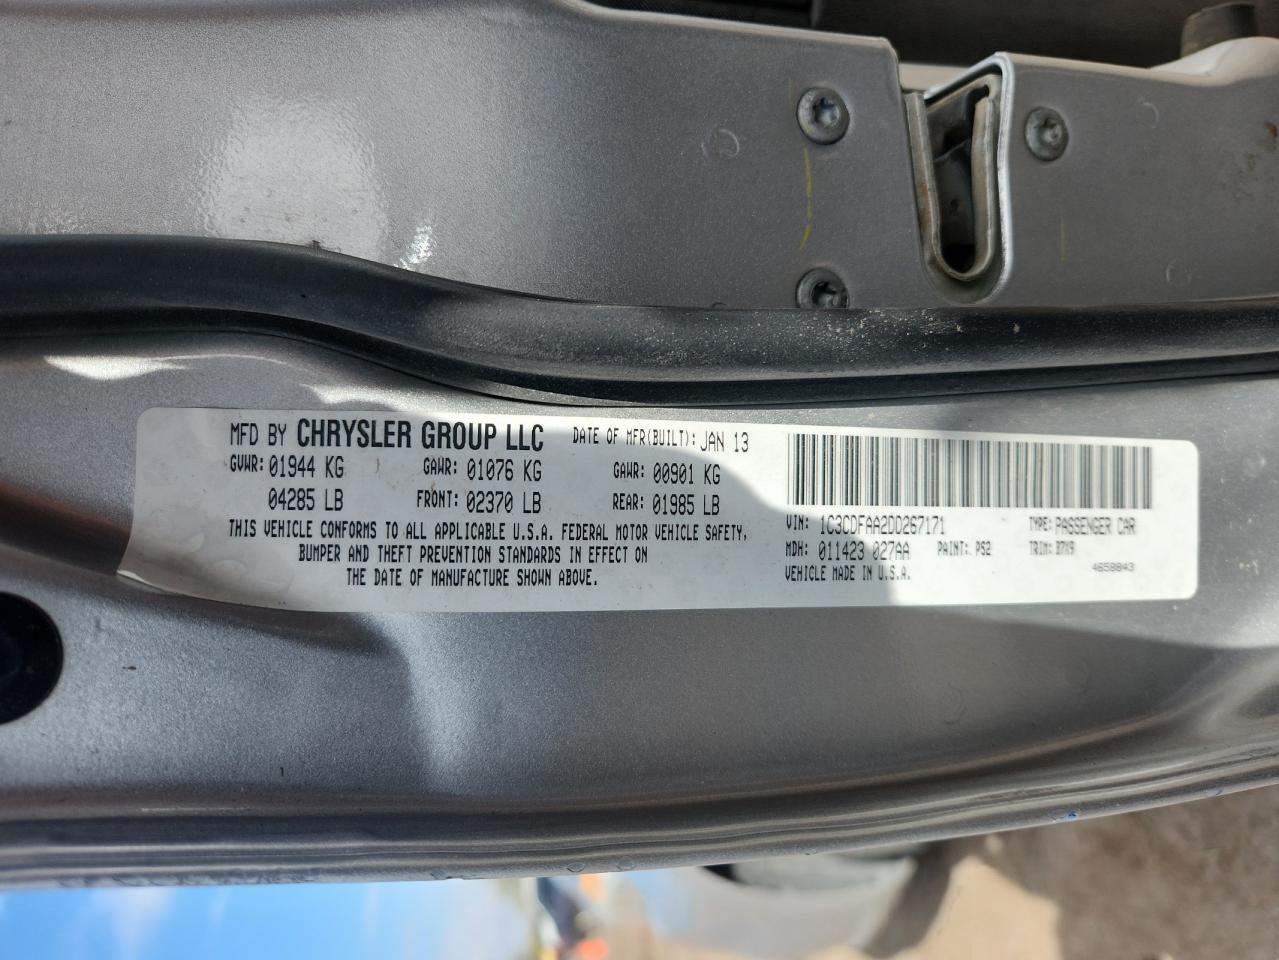 MFD BY CHRYSLER GROUP LLC DATE OF MFR(BUILT): JAN 13
GVWR: 01944 KG GAWR: 01076 KG GAWR: 00901 KG
04285 LB FRONT: 02370 LB REAR: 01985 LB
THIS VEHICLE CONFORMS TO ALL APPLICABLE U.S.A. FEDERAL MOTOR VEHICLE SAFETY,
BUMPER AND THEFT PREVENTION STANDARDS IN EFFECT ON
THE DATE OF MANUFACTURE SHOWN ABOVE.
VIN: 1C3CDFAA2DD267171 TYPE: PASSENGER CAR
MDH: 011423 027AA PAINT: PS2 TRIM: B7X9
VEHICLE MADE IN U.S.A. 4658843